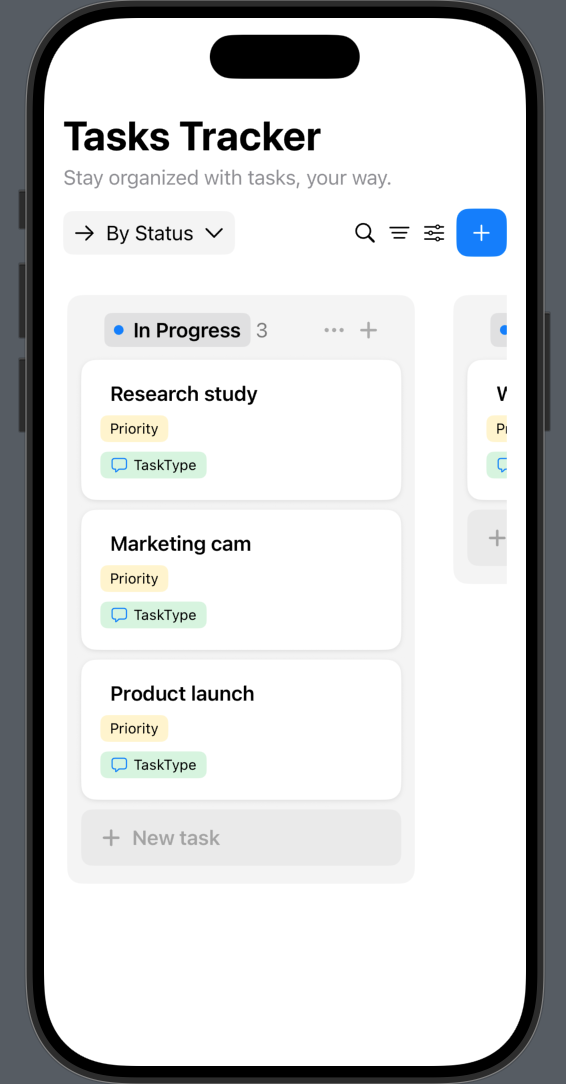 Tasks Tracker
Stay organized with tasks, your way.
By Status
In Progress 3
Research study
Priority
TaskType
Marketing cam
Priority
TaskType
Product launch
Priority
TaskType
New task